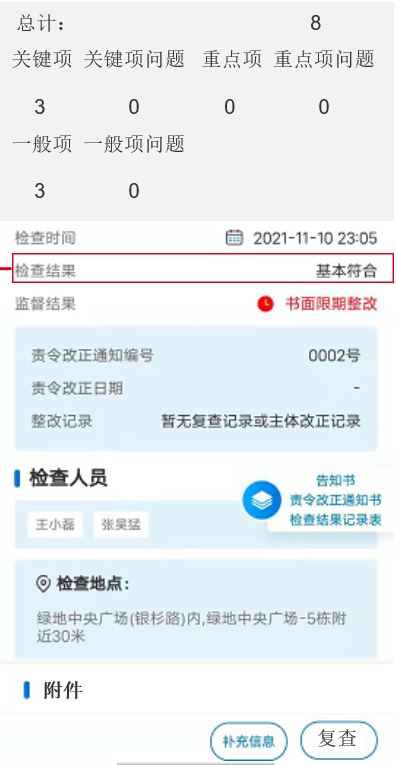 总计： 8
关键项 关键项问题 重点项 重点项问题
3 0 0 0
一般项 一般项问题
3 0
检查时间 2021-11-10 23:05
检查结果 基本符合
监督结果 书面限期整改
责令改正通知编号 0002号
责令改正日期 -
整改记录 暂无复查记录或主体改正记录
检查人员
告知书
责令改正通知书
检查结果记录表
王小磊 张昊猛
检查地点：
绿地中央广场(银杉路)内,绿地中央广场-5栋附
近30米
附件
补充信息 复查